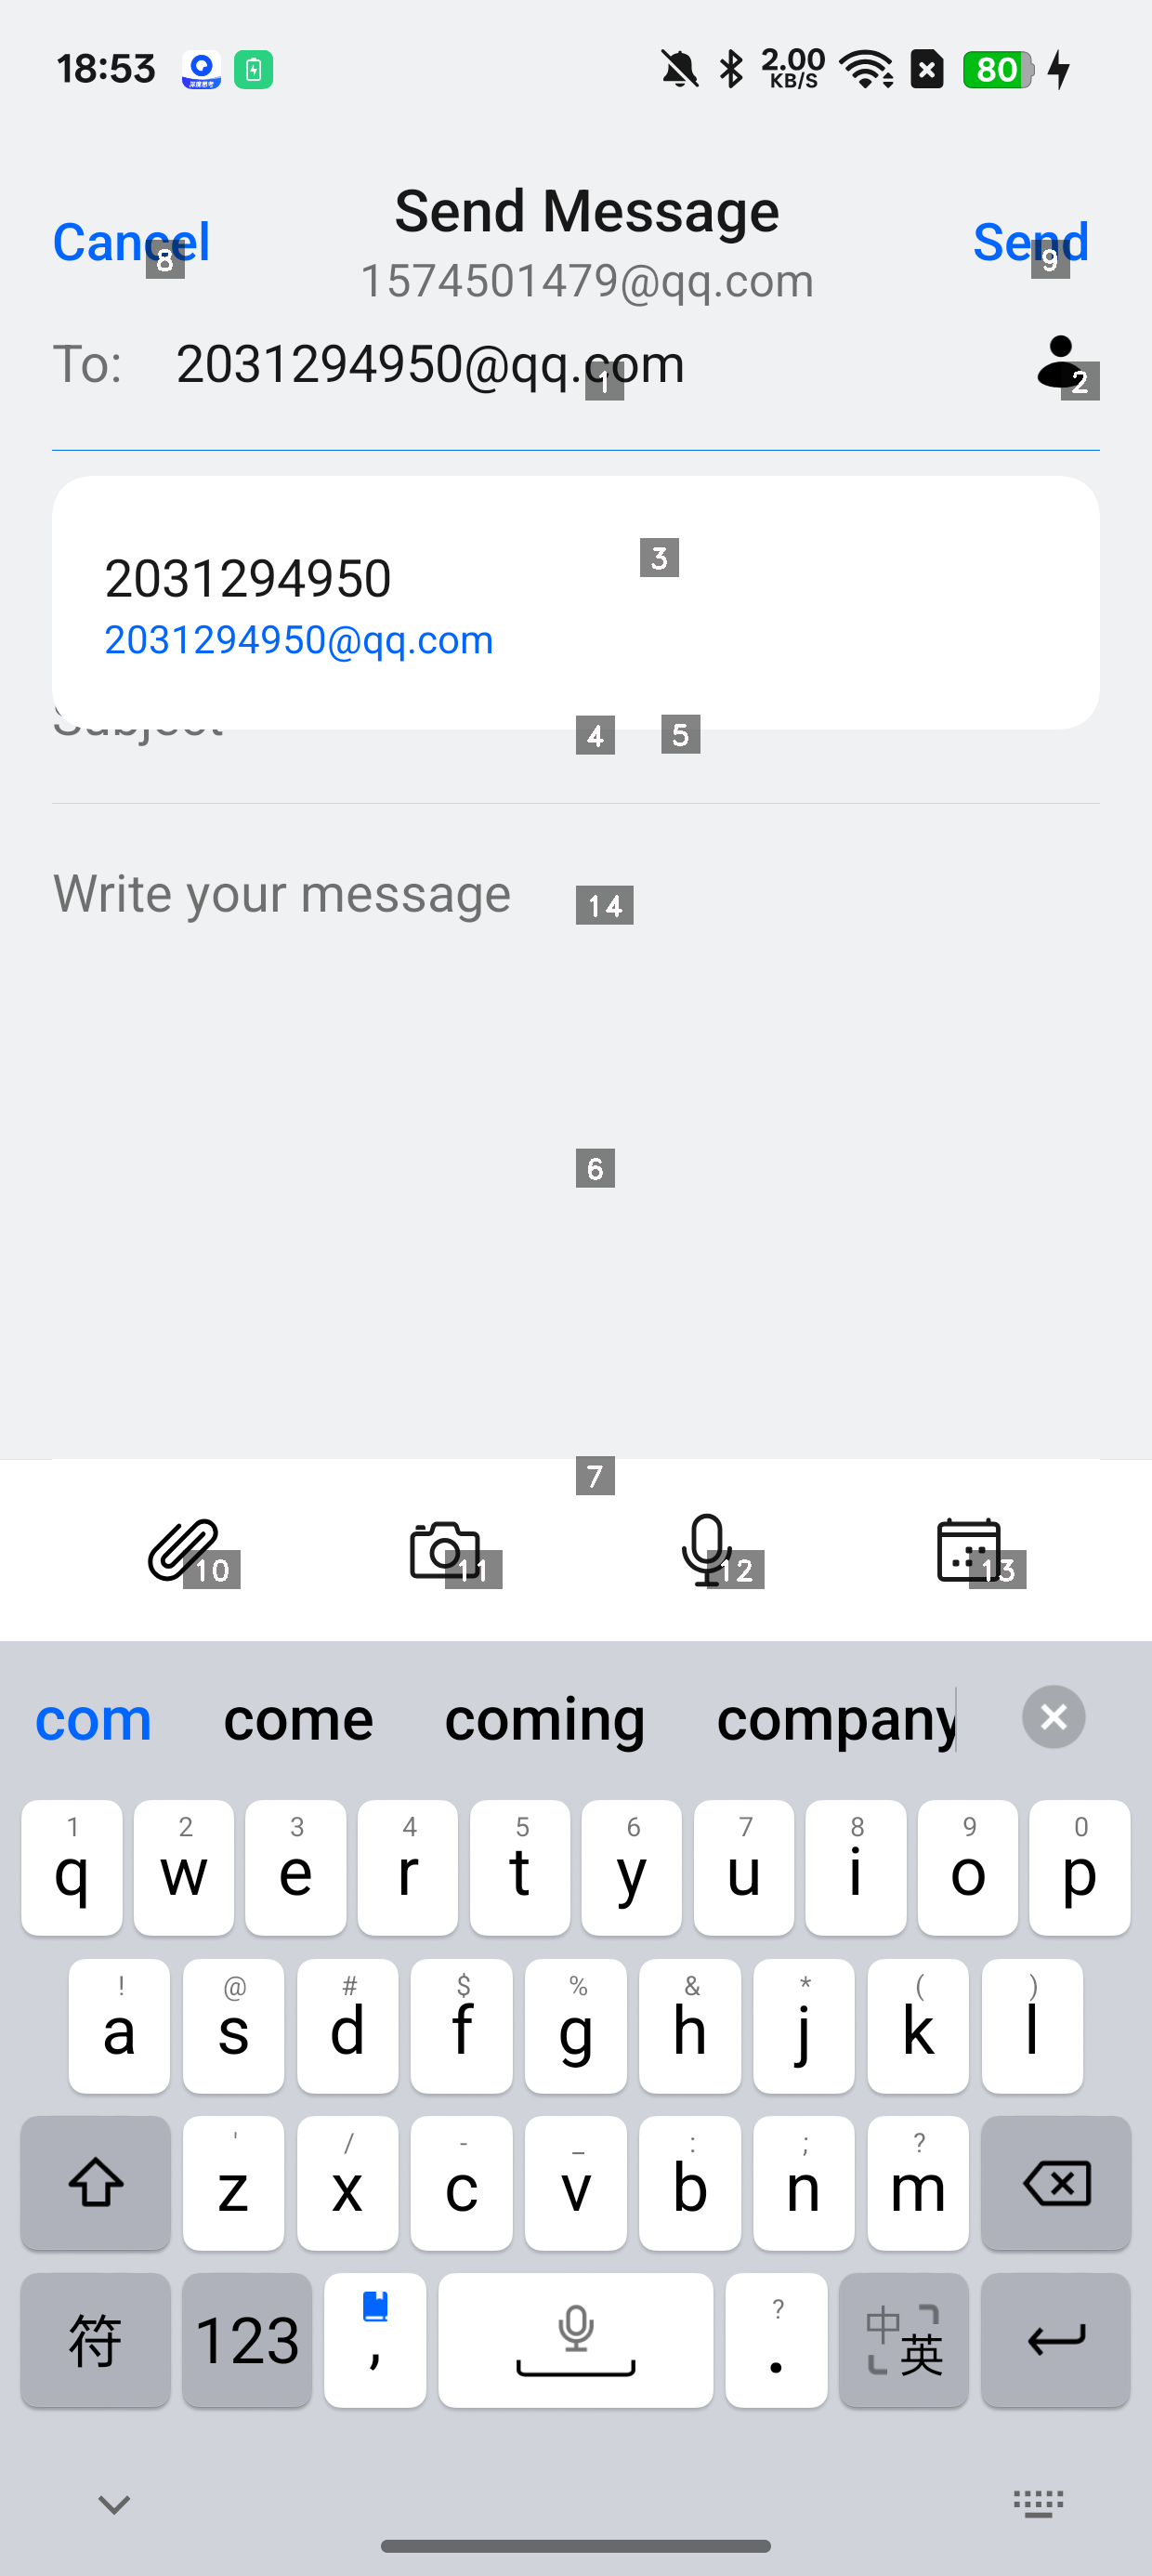 18:53
2.00
KB/S
80
Cancel
Send Message
Send
8
9
1574501479@qq.com
To:
2031294950@qq.com
1
2
2031294950
3
2031294950@qq.com
Subject
4
5
Write your message
14
6
7
10
11
12
13
com
come
coming
company
1 2 3 4 5 6 7 8 9 0
q w e r t y u i o p
! @ # $ % & * ( )
a s d f g h j k l
' / - _ : ; ?
z x c v b n m
符
123
,
?
.
中
英